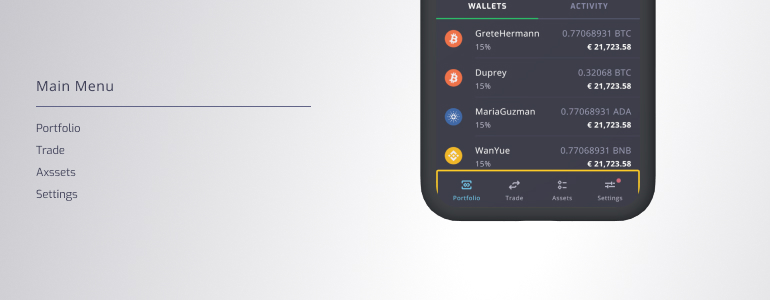 Main Menu
Portfolio
Trade
Axssets
Settings
WALLETS ACTIVITY
GreteHermann 0.77068931 BTC
15% € 21,723.58
Duprey 0.32068 BTC
15% € 21,723.58
MariaGuzman 0.77068931 ADA
15% € 21,723.58
WanYue 0.77068931 BNB
15% € 21,723.58
Portfolio Trade Assets Settings